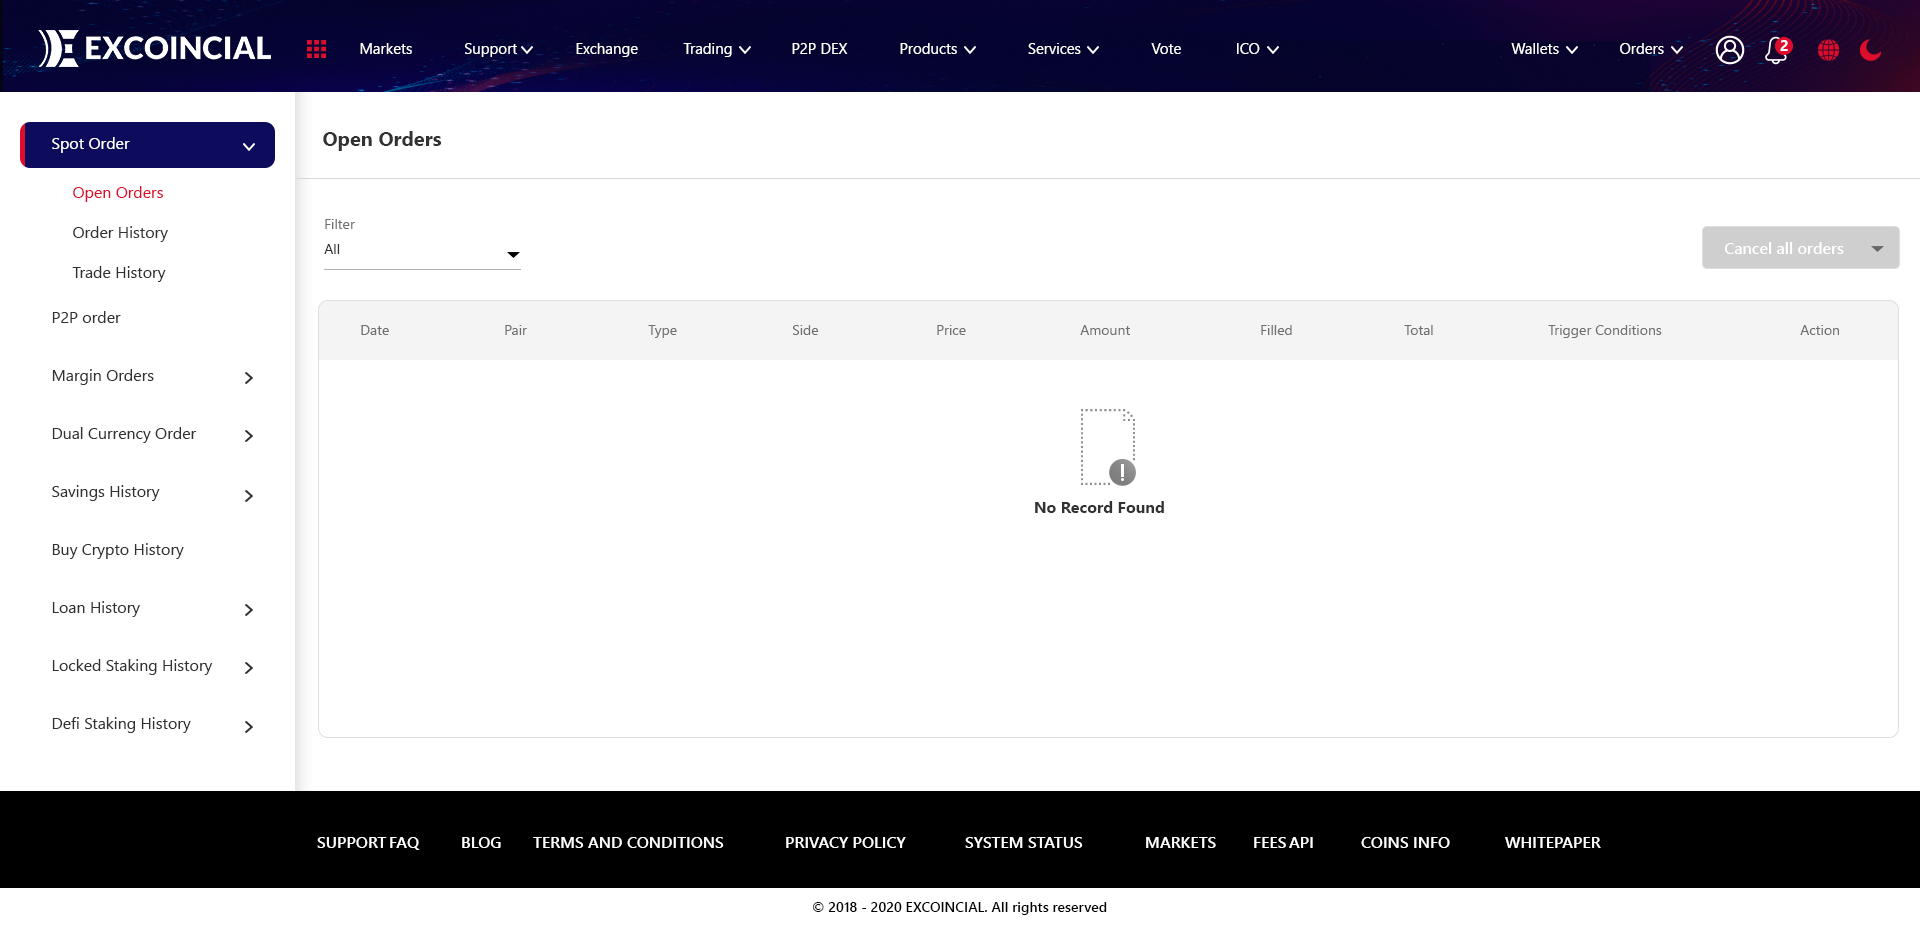 EXCOINCIAL
Markets Support Exchange Trading P2P DEX Products Services Vote ICO Wallets Orders 2
Spot Order
Open Orders
Order History
Trade History
P2P order
Margin Orders
Dual Currency Order
Savings History
Buy Crypto History
Loan History
Locked Staking History
Defi Staking History
Open Orders
Filter
All
Cancel all orders
Date Pair Type Side Price Amount Filled Total Trigger Conditions Action
No Record Found
SUPPORT FAQ BLOG TERMS AND CONDITIONS PRIVACY POLICY SYSTEM STATUS MARKETS FEES API COINS INFO WHITEPAPER
© 2018 - 2020 EXCOINCIAL. All rights reserved